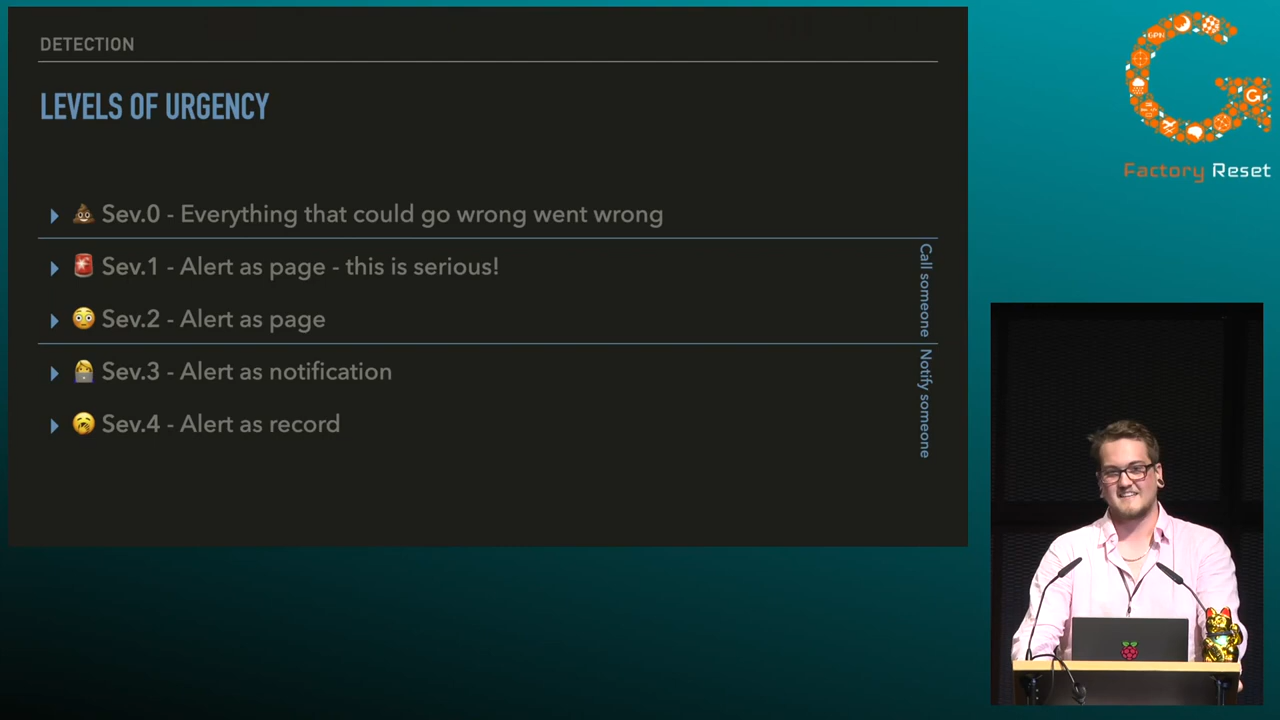 DETECTION
LEVELS OF URGENCY
Sev.0 - Everything that could go wrong went wrong
Sev.1 - Alert as page - this is serious!
Sev.2 - Alert as page
Sev.3 - Alert as notification
Sev.4 - Alert as record
Call someone
Notify someone
GPN
G
Factory Reset